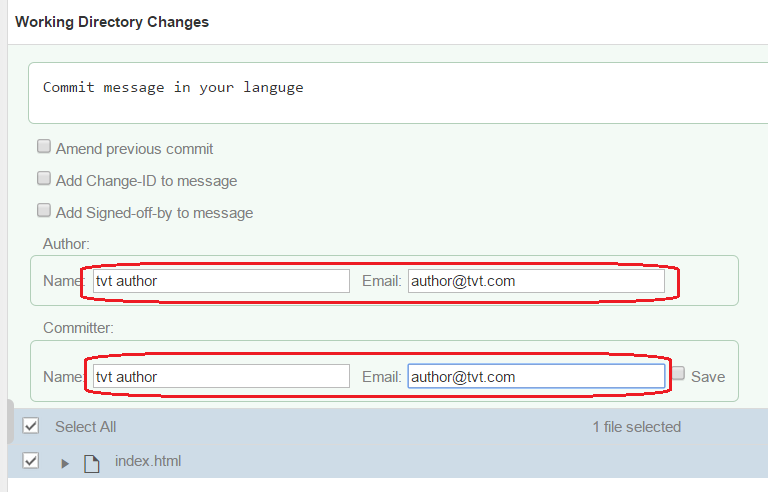 Working Directory Changes
Commit message in your languge
Amend previous commit
Add Change-ID to message
Add Signed-off-by to message
Author:
Name: tvt author Email: author@tvt.com
Committer:
Name: tvt author Email: author@tvt.com Save
Select All 1 file selected
index.html